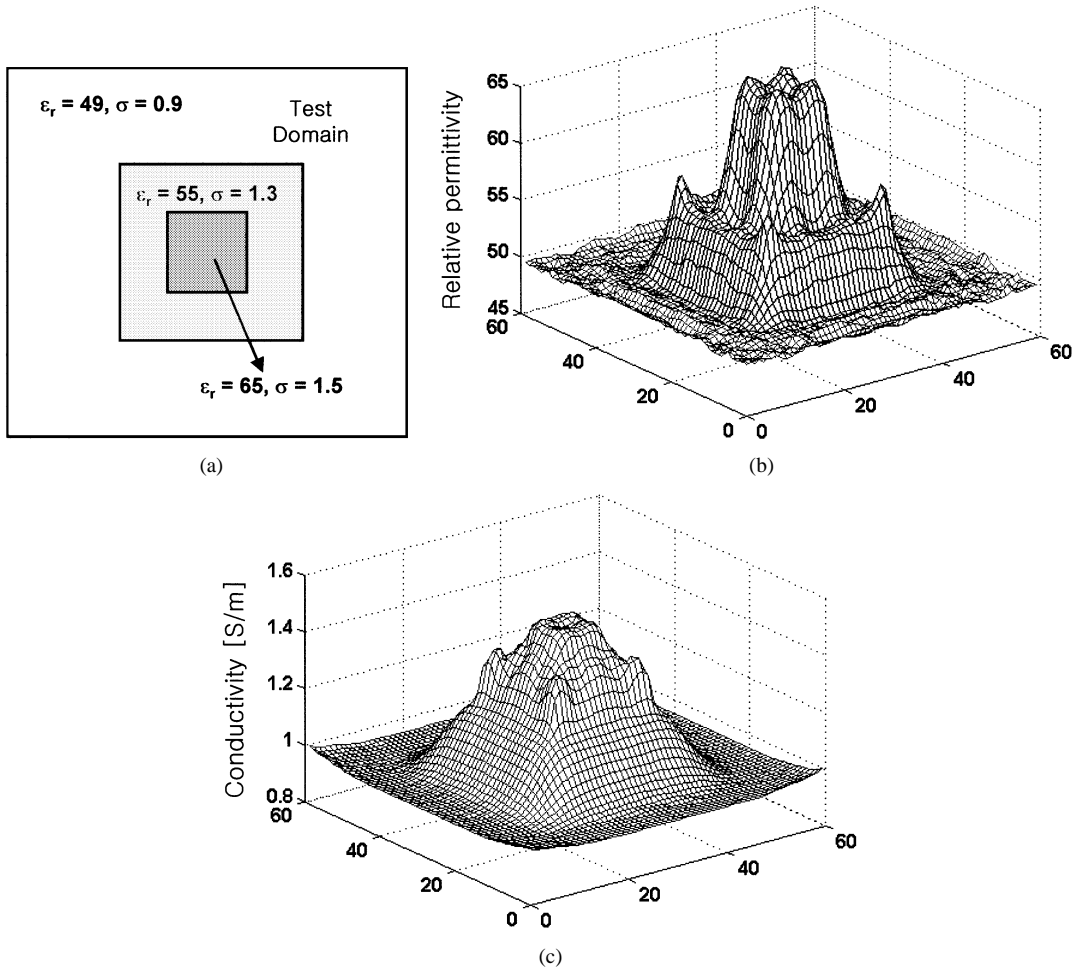 εr = 49, σ = 0.9
Test
Domain
εr = 55, σ = 1.3
εr = 65, σ = 1.5
(a)
Relative permittivity
65
60
55
50
45
60
40
20
0
0
20
40
60
(b)
Conductivity [S/m]
1.6
1.4
1.2
1
0.8
60
40
20
0
0
20
40
60
(c)